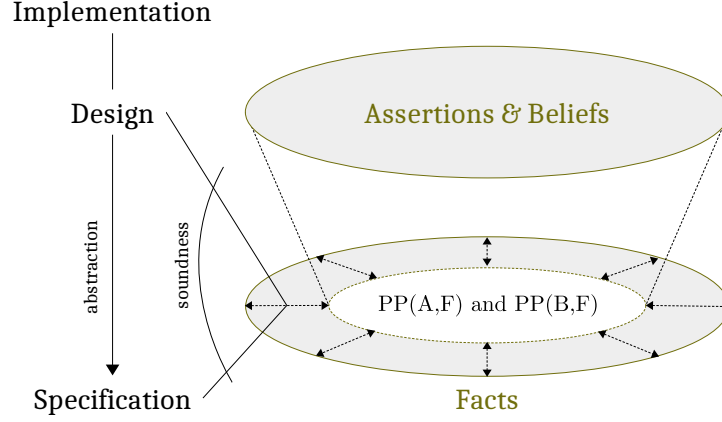 Implementation
Design
Assertions & Beliefs
abstraction
soundness
PP(A,F) and PP(B,F)
Specification
Facts